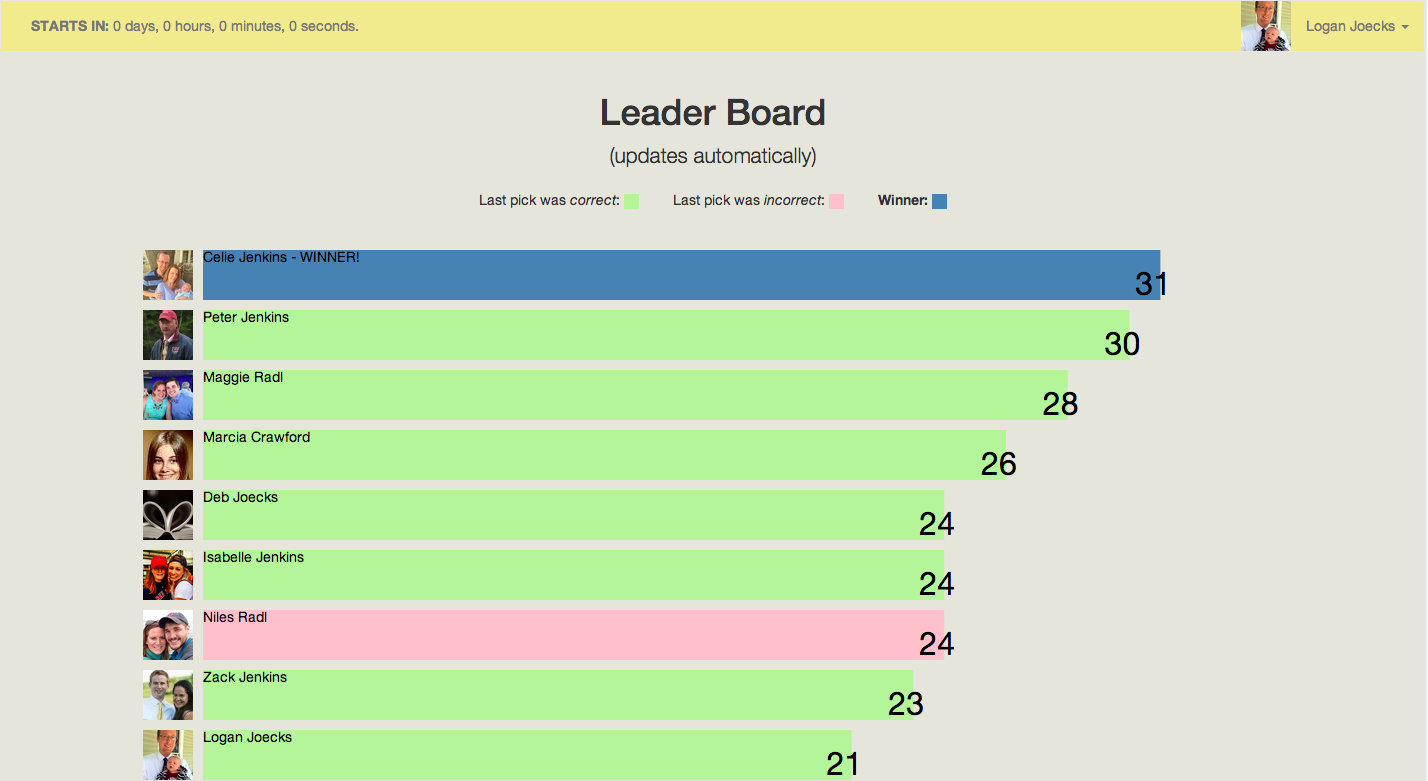 STARTS IN: 0 days, 0 hours, 0 minutes, 0 seconds.
Logan Joecks
Leader Board
(updates automatically)
Last pick was correct: Last pick was incorrect: Winner:
Celie Jenkins - WINNER!
31
Peter Jenkins
30
Maggie Radl
28
Marcia Crawford
26
Deb Joecks
24
Isabelle Jenkins
24
Niles Radl
24
Zack Jenkins
23
Logan Joecks
21